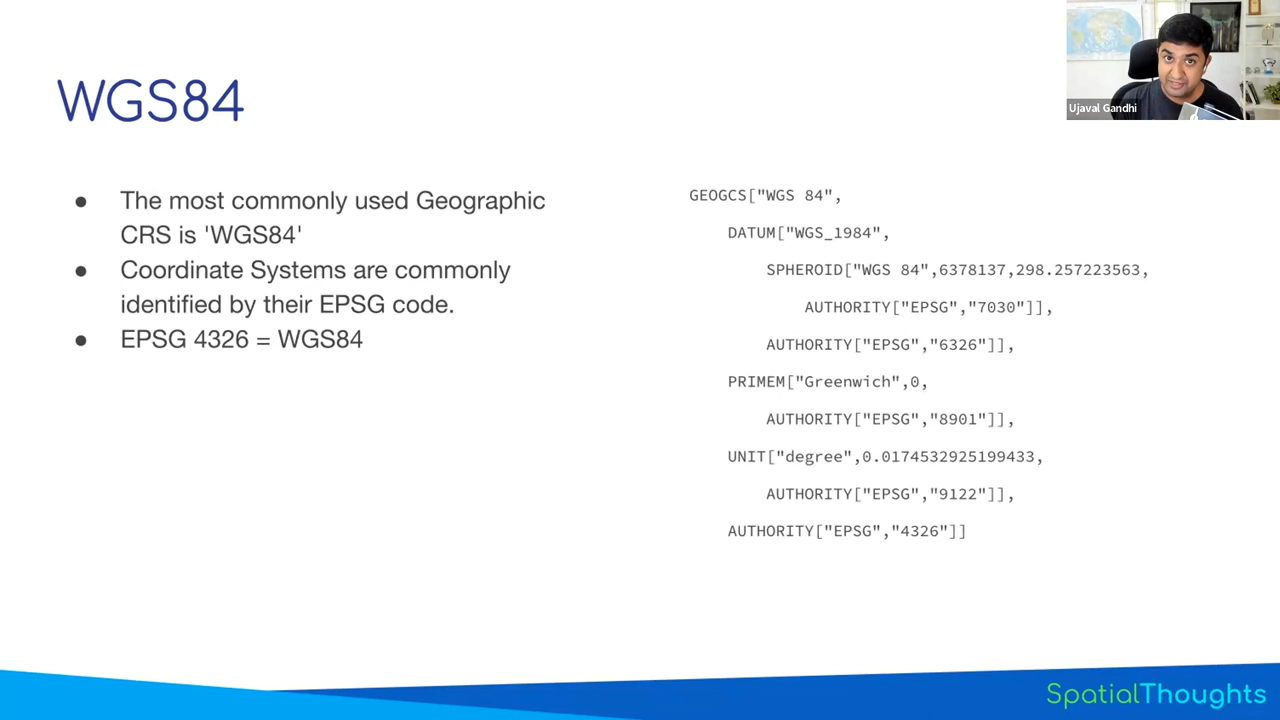 Ujaval Gandhi
WGS84
● The most commonly used Geographic
CRS is 'WGS84'
● Coordinate Systems are commonly
identified by their EPSG code.
● EPSG 4326 = WGS84
GEOGCS["WGS 84",
DATUM["WGS_1984",
SPHEROID["WGS 84",6378137,298.257223563,
AUTHORITY["EPSG","7030"]],
AUTHORITY["EPSG","6326"]],
PRIMEM["Greenwich",0,
AUTHORITY["EPSG","8901"]],
UNIT["degree",0.0174532925199433,
AUTHORITY["EPSG","9122"]],
AUTHORITY["EPSG","4326"]]
SpatialThoughts